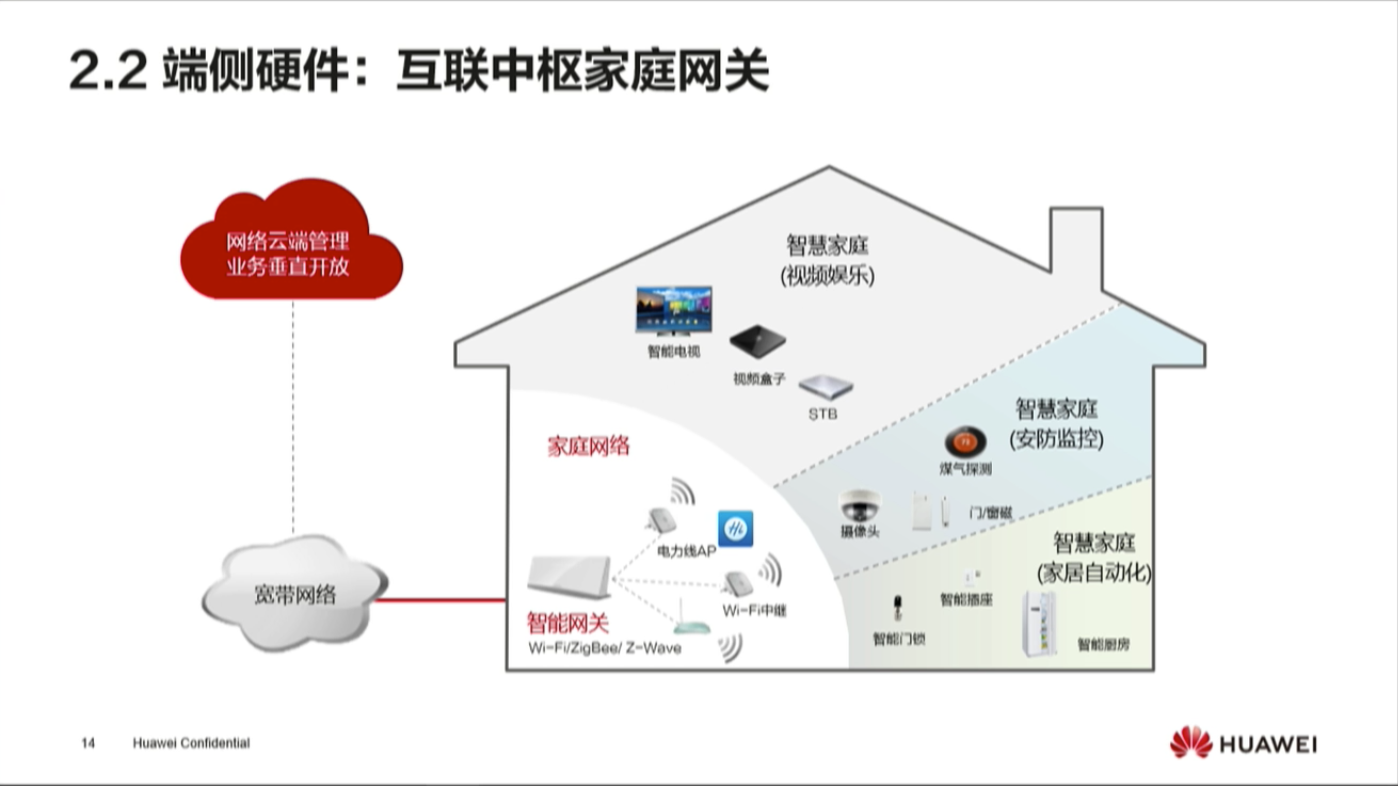 2.2 端侧硬件：互联中枢家庭网关
网络云端管理
业务垂直开放
宽带网络
智慧家庭
(视频娱乐)
智能电视
视频盒子
STB
智慧家庭
(安防监控)
煤气探测
摄像头
门/窗磁
智慧家庭
(家居自动化)
智能插座
智能门锁
智能厨房
家庭网络
Hi
电力线AP
Wi-Fi中继
智能网关
Wi-Fi/ZigBee/ Z-Wave
14
Huawei Confidential
HUAWEI